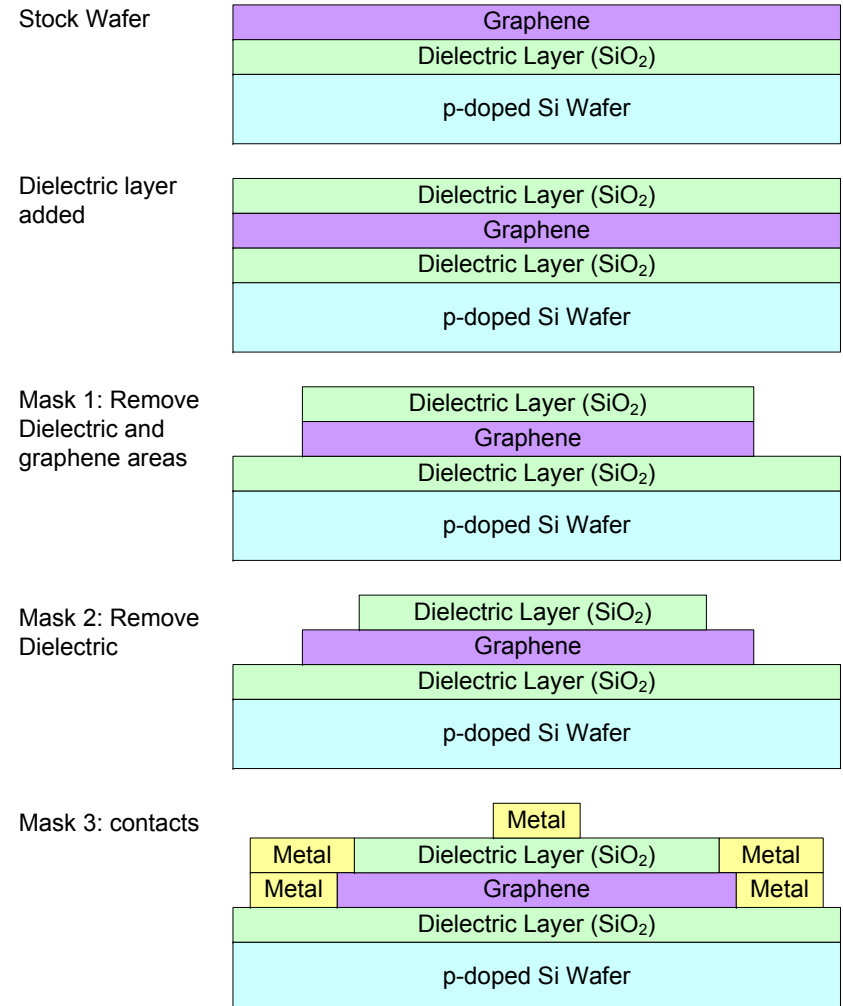 Stock Wafer
Graphene
Dielectric Layer (SiO₂)
p-doped Si Wafer
Dielectric layer
added
Dielectric Layer (SiO₂)
Graphene
Dielectric Layer (SiO₂)
p-doped Si Wafer
Mask 1: Remove
Dielectric and
graphene areas
Dielectric Layer (SiO₂)
Graphene
Dielectric Layer (SiO₂)
p-doped Si Wafer
Mask 2: Remove
Dielectric
Dielectric Layer (SiO₂)
Graphene
Dielectric Layer (SiO₂)
p-doped Si Wafer
Mask 3: contacts
Metal
Metal Dielectric Layer (SiO₂) Metal
Metal Graphene Metal
Dielectric Layer (SiO₂)
p-doped Si Wafer